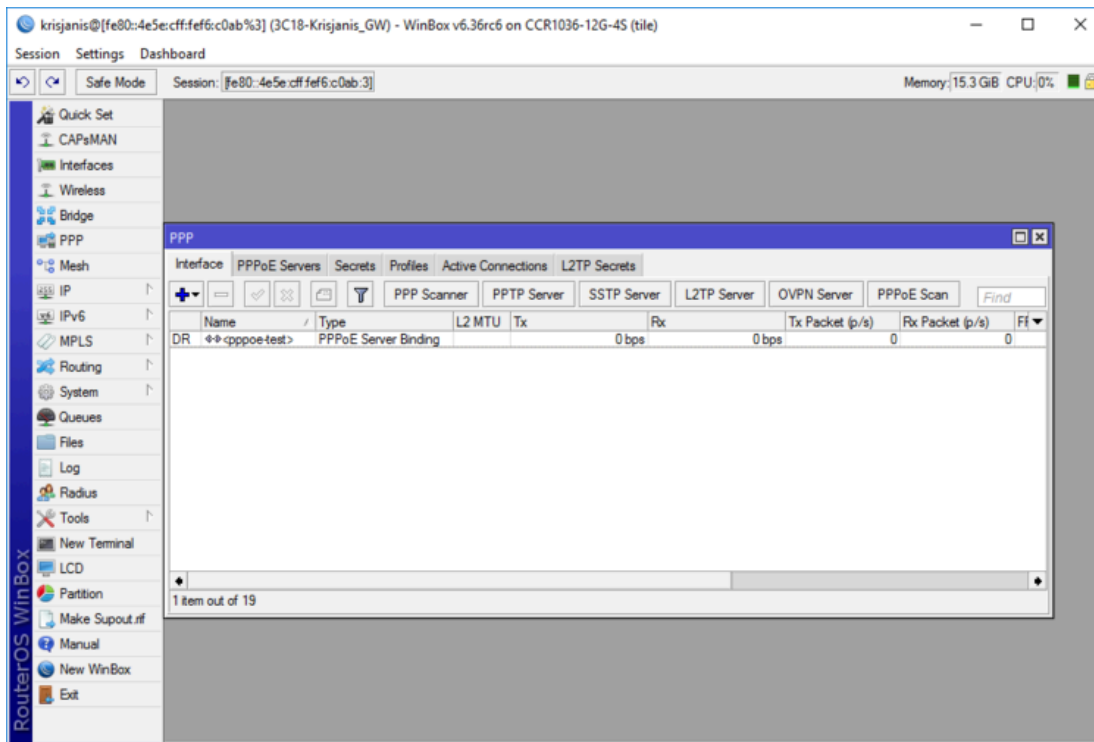 krisjanis@[fe80::4e5e:cff:fef6:c0ab%3] (3C18-Krisjanis_GW) - WinBox v6.36rc6 on CCR1036-12G-4S (tile)
Session Settings Dashboard
Safe Mode Session: [fe80::4e5e:cff:fef6:c0ab:3] Memory: 15.3 GiB CPU: 0%
Quick Set
CAPsMAN
Interfaces
Wireless
Bridge
PPP
Mesh
IP
IPv6
MPLS
Routing
System
Queues
Files
Log
Radius
Tools
New Terminal
LCD
Partition
Make Supout.rif
Manual
New WinBox
Exit
RouterOS WinBox
PPP
Interface PPPoE Servers Secrets Profiles Active Connections L2TP Secrets
PPP Scanner PPTP Server SSTP Server L2TP Server OVPN Server PPPoE Scan Find
Name Type L2 MTU Tx Rx Tx Packet (p/s) Rx Packet (p/s)
DR <pppoe-test> PPPoE Server Binding 0 bps 0 bps 0 0
1 item out of 19